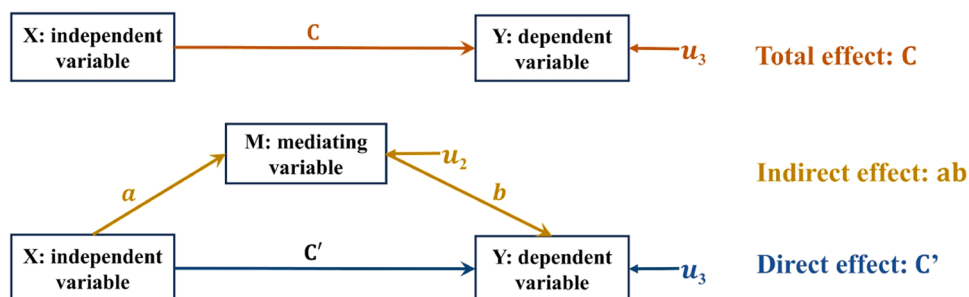 X: independent
variable
C
Y: dependent
variable
u₃
Total effect: C
M: mediating
variable
u₂
a
b
Indirect effect: ab
X: independent
variable
C′
Y: dependent
variable
u₃
Direct effect: C’